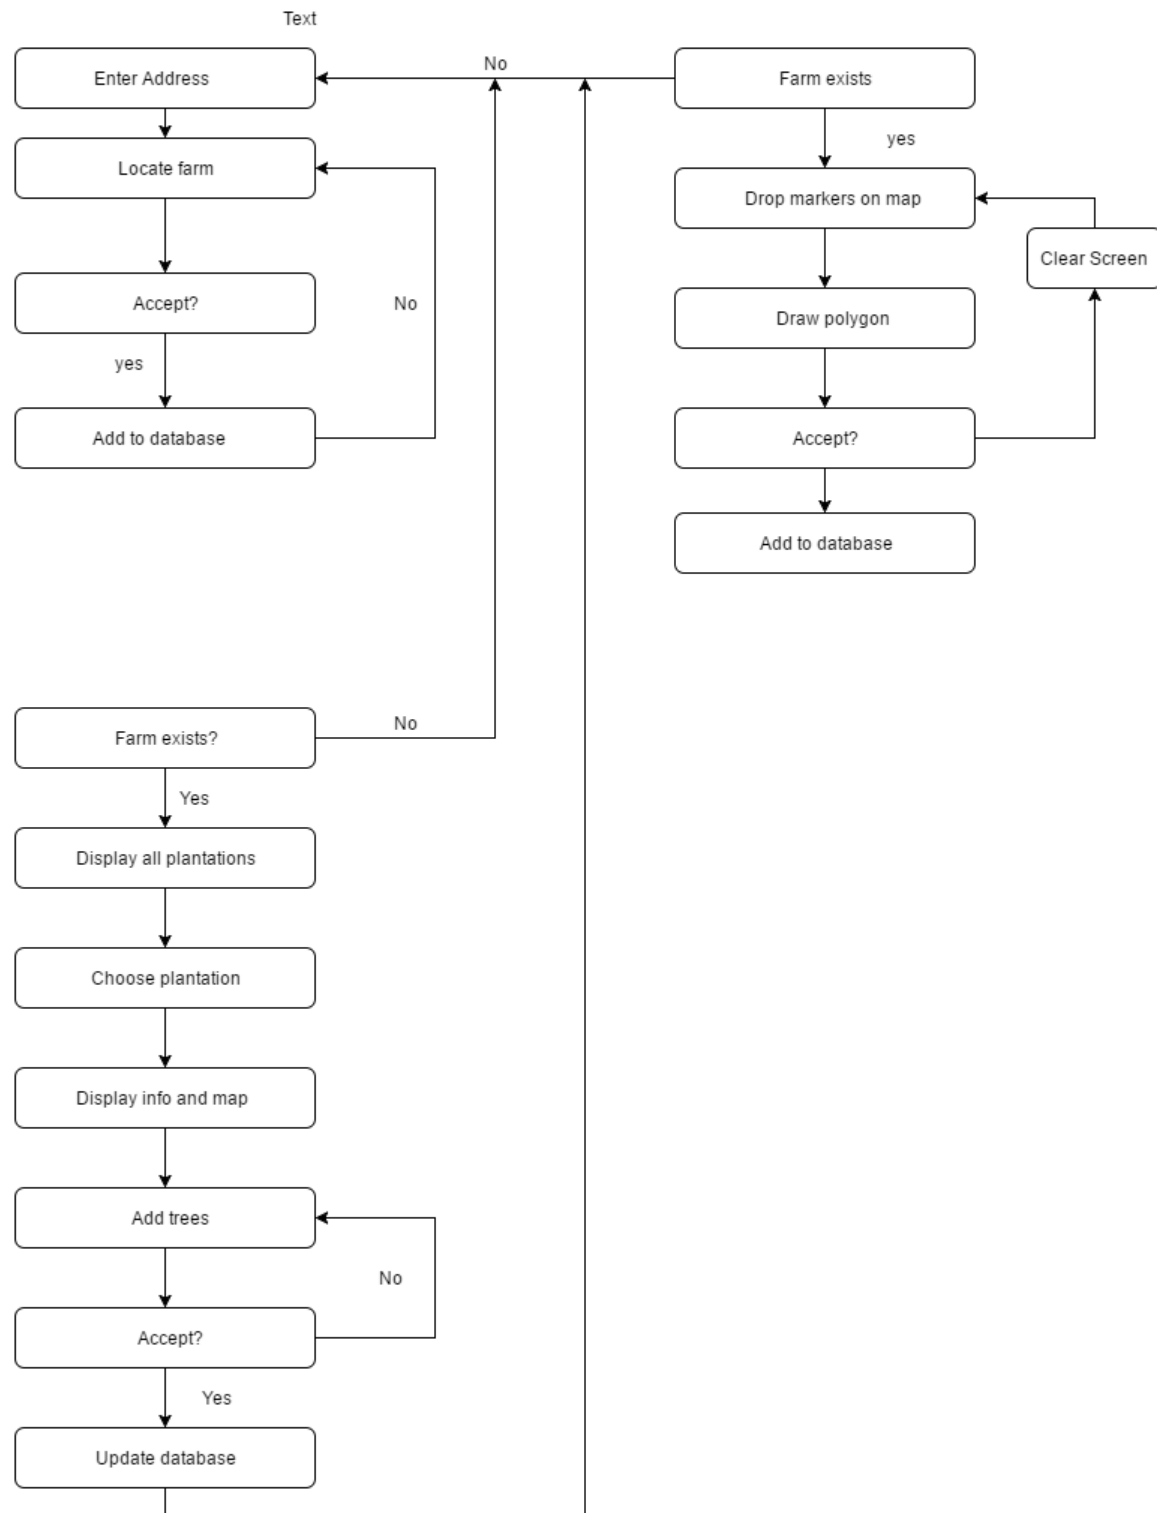 Text
Enter Address
No
Farm exists
yes
Locate farm
Drop markers on map
Clear Screen
Accept?
No
Draw polygon
yes
Add to database
Accept?
Add to database
Farm exists?
No
Yes
Display all plantations
Choose plantation
Display info and map
Add trees
No
Accept?
Yes
Update database